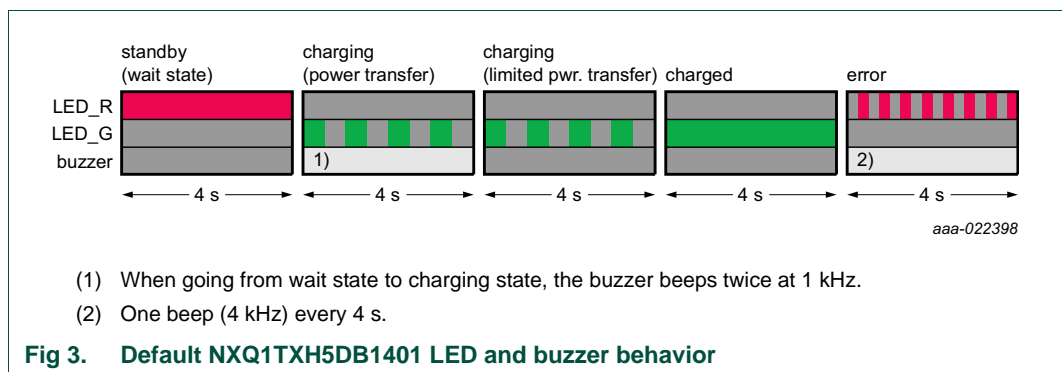 standby
(wait state)
charging
(power transfer)
charging
(limited pwr. transfer)
charged
error
LED_R
LED_G
buzzer
1)
2)
4 s
4 s
4 s
4 s
4 s
aaa-022398
(1) When going from wait state to charging state, the buzzer beeps twice at 1 kHz.
(2) One beep (4 kHz) every 4 s.
Fig 3. Default NXQ1TXH5DB1401 LED and buzzer behavior